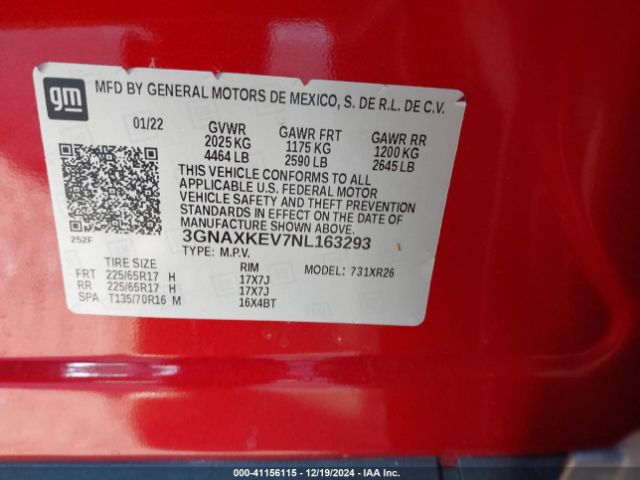 gm
MFD BY GENERAL MOTORS DE MEXICO, S. DE R.L. DE C.V.
01/22 GVWR GAWR FRT GAWR RR
2025 KG 1175 KG 1200 KG
4464 LB 2590 LB 2645 LB
THIS VEHICLE CONFORMS TO ALL
APPLICABLE U.S. FEDERAL MOTOR
VEHICLE SAFETY AND THEFT PREVENTION
STANDARDS IN EFFECT ON THE DATE OF
MANUFACTURE SHOWN ABOVE.
252F
3GNAXKEV7NL163293
TYPE: M.P.V.
TIRE SIZE RIM MODEL: 731XR26
FRT 225/65R17 H 17X7J
RR 225/65R17 H 17X7J
SPA T135/70R16 M 16X4BT
000-41156115 | 12/19/2024 | IAA Inc.